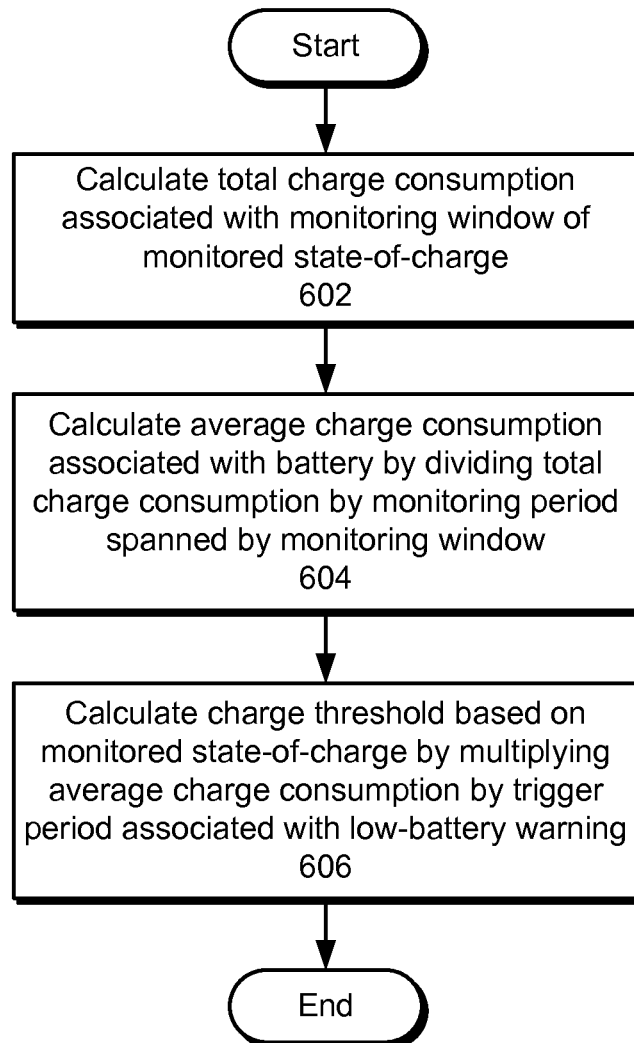 Start
Calculate total charge consumption
associated with monitoring window of
monitored state-of-charge
602
Calculate average charge consumption
associated with battery by dividing total
charge consumption by monitoring period
spanned by monitoring window
604
Calculate charge threshold based on
monitored state-of-charge by multiplying
average charge consumption by trigger
period associated with low-battery warning
606
End